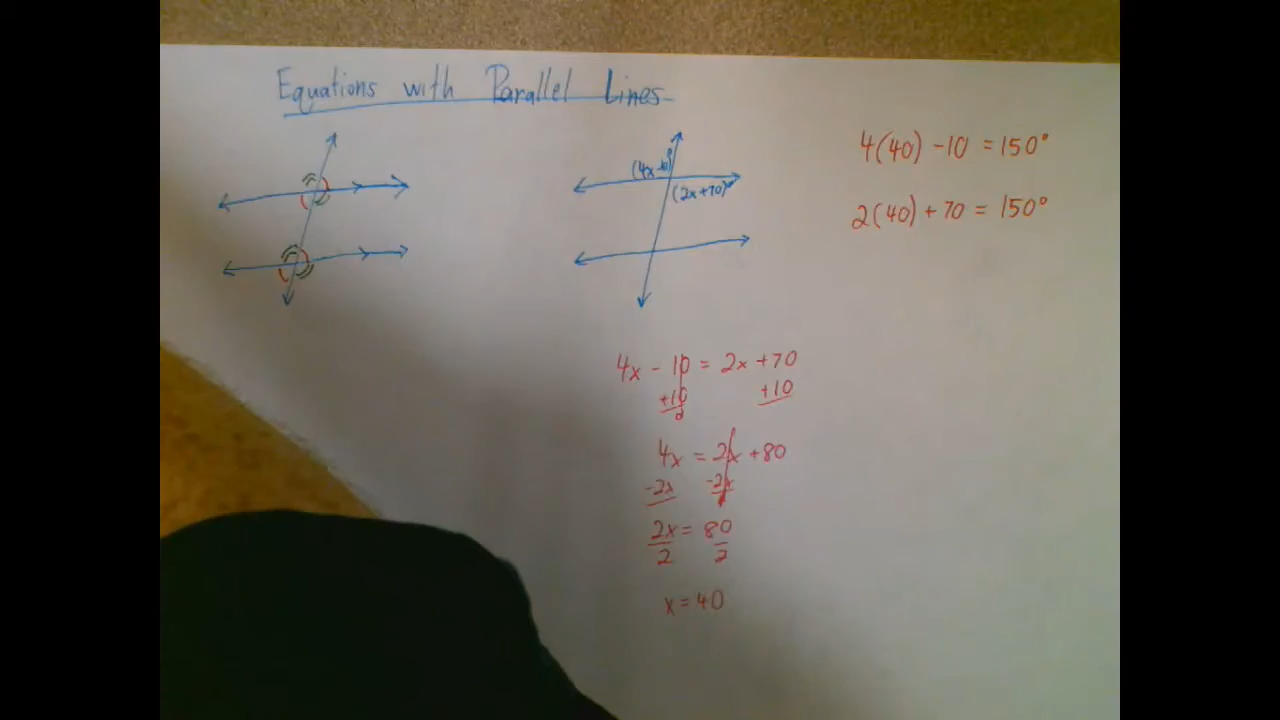 Equations with Parallel Lines
(4x-10)°
(2x+70)°
4(40) -10 = 150°
2(40) + 70 = 150°
4x - 10 = 2x +70
+10 +10
4x = 2x +80
-2x -2x
2x = 80
2 2
x = 40